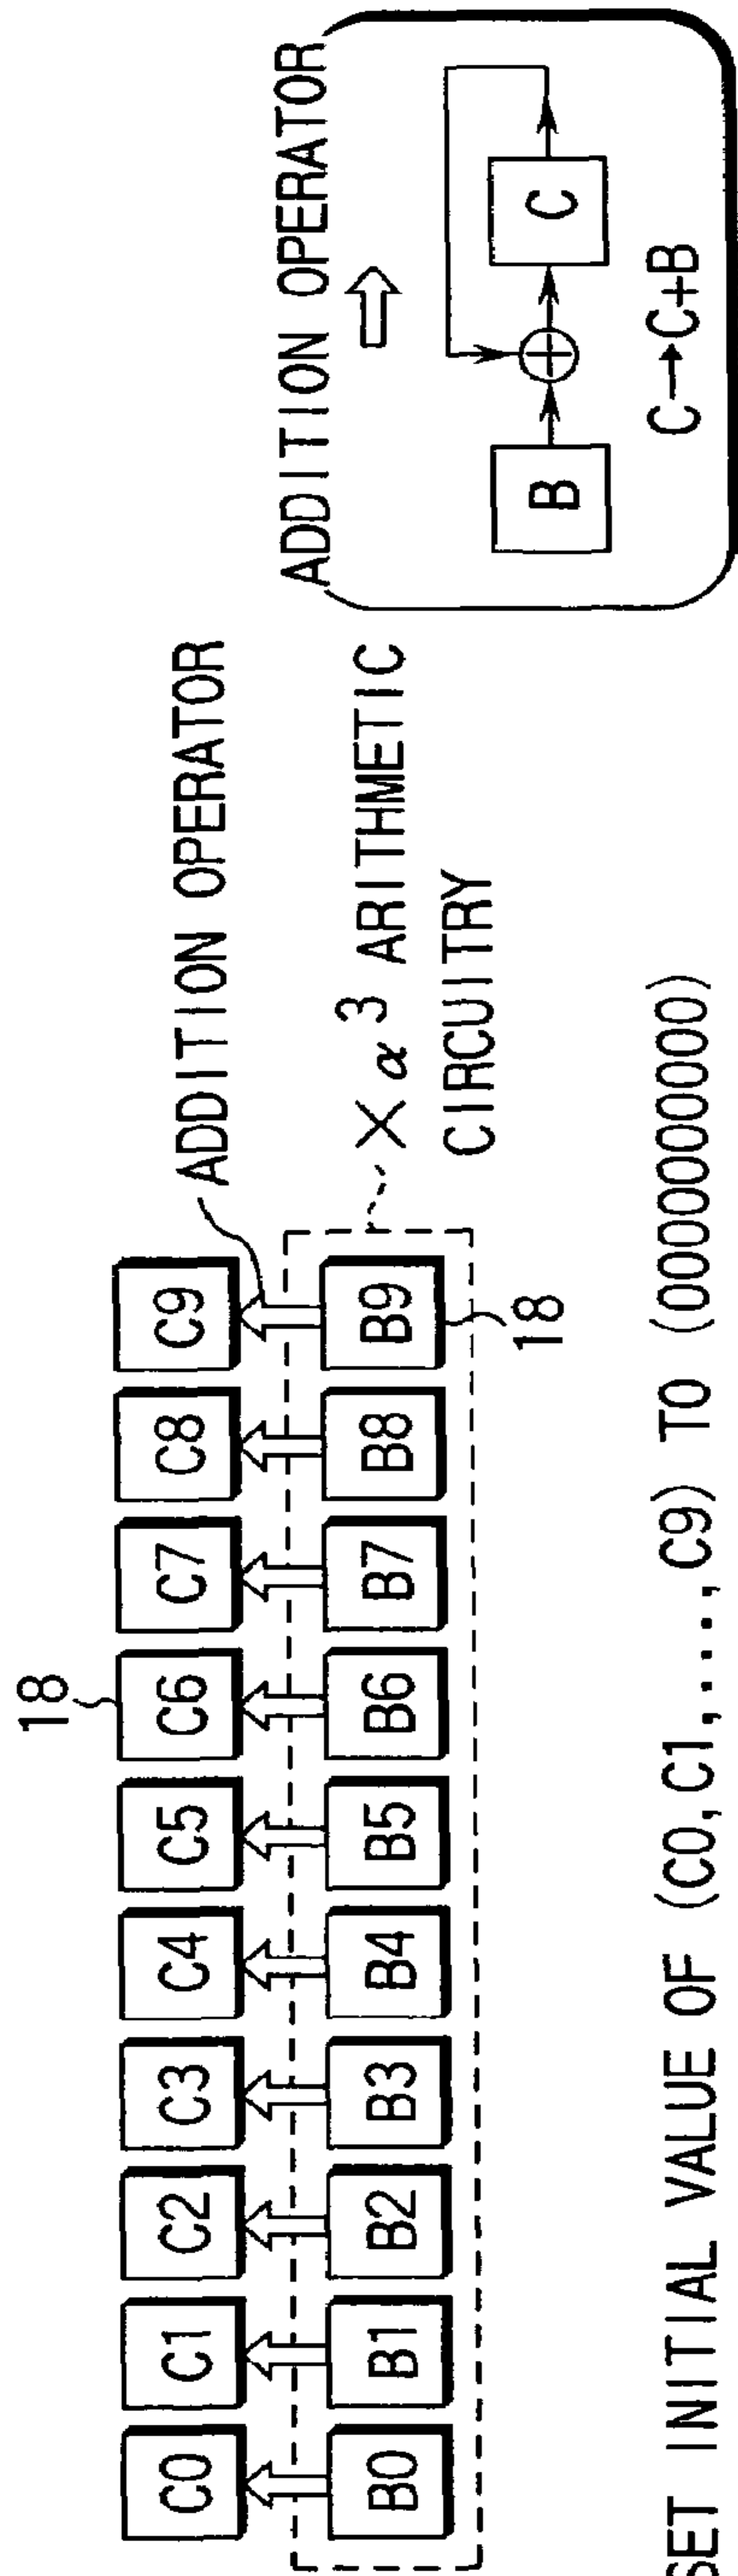 18
C0 C1 C2 C3 C4 C5 C6 C7 C8 C9
ADDITION OPERATOR
B0 B1 B2 B3 B4 B5 B6 B7 B8 B9
18
× α³ ARITHMETIC
CIRCUITRY
SET INITIAL VALUE OF (C0,C1,....,C9) TO (0000000000)
ADDITION OPERATOR
B
C
C→C+B